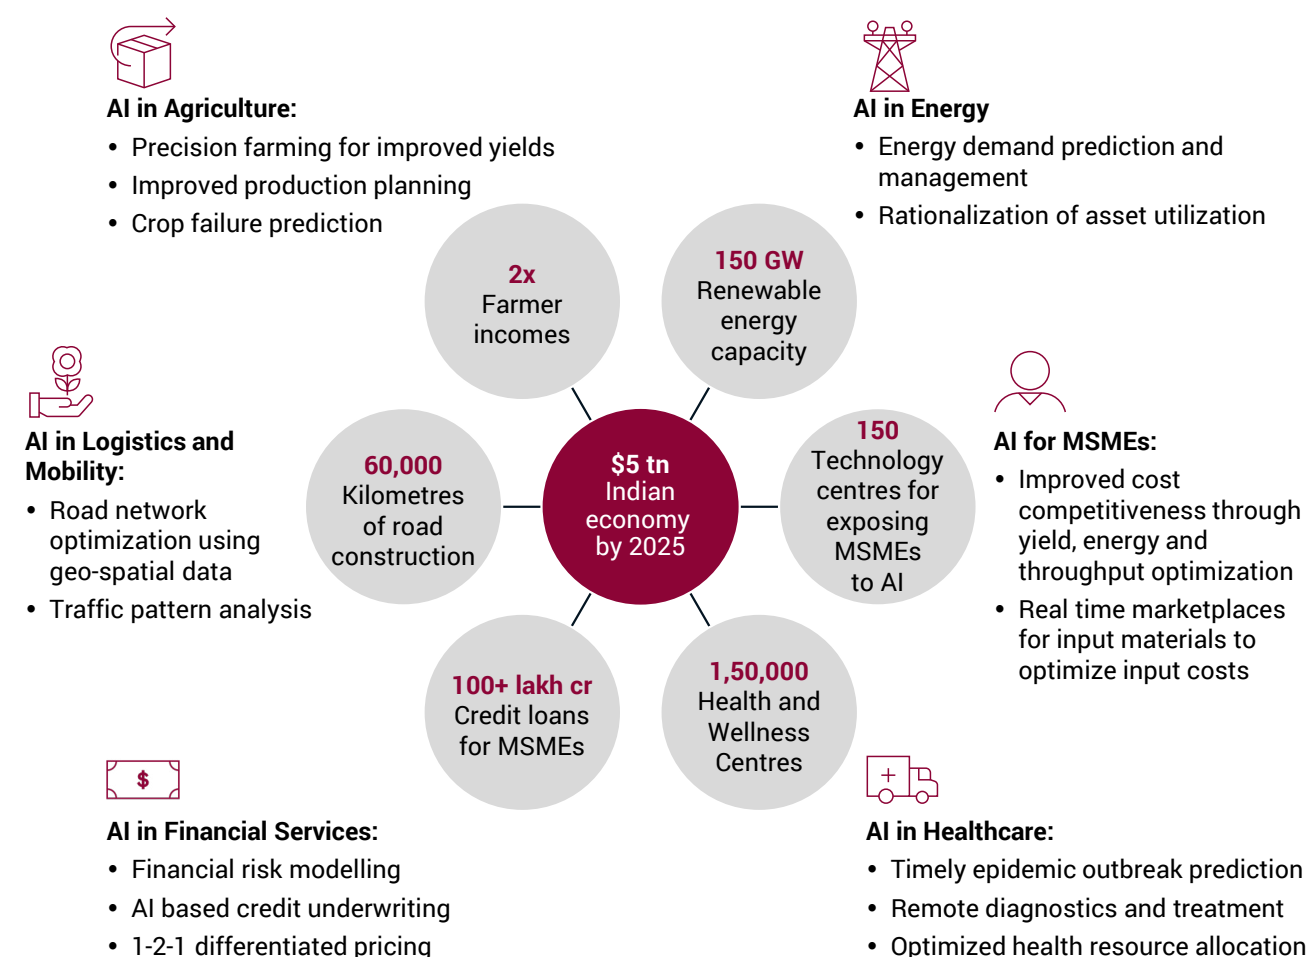 AI in Agriculture:
• Precision farming for improved yields
• Improved production planning
• Crop failure prediction
AI in Energy
• Energy demand prediction and
management
• Rationalization of asset utilization
2x
Farmer
incomes
150 GW
Renewable
energy
capacity
AI in Logistics and
Mobility:
• Road network
optimization using
geo-spatial data
• Traffic pattern analysis
60,000
Kilometres
of road
construction
$5 tn
Indian
economy
by 2025
150
Technology
centres for
exposing
MSMEs
to AI
AI for MSMEs:
• Improved cost
competitiveness through
yield, energy and
throughput optimization
• Real time marketplaces
for input materials to
optimize input costs
100+ lakh cr
Credit loans
for MSMEs
1,50,000
Health and
Wellness
Centres
$
AI in Financial Services:
• Financial risk modelling
• AI based credit underwriting
• 1-2-1 differentiated pricing
AI in Healthcare:
• Timely epidemic outbreak prediction
• Remote diagnostics and treatment
• Optimized health resource allocation